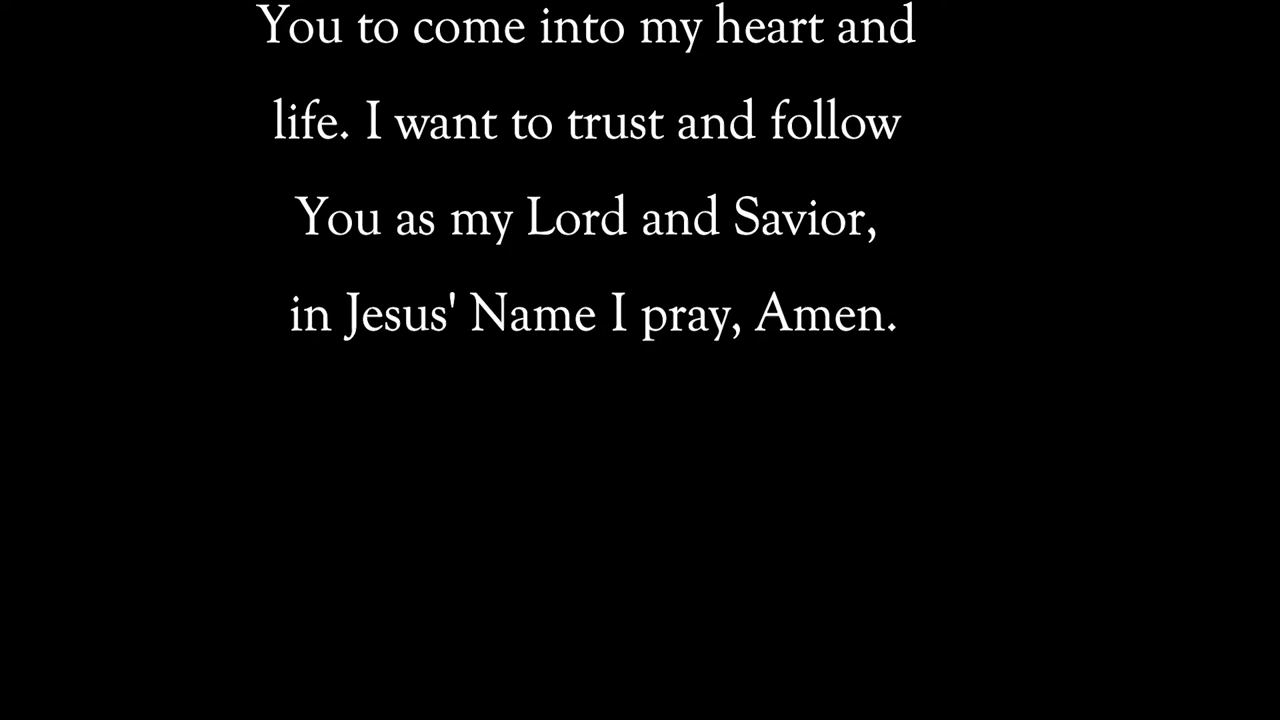 You to come into my heart and
life. I want to trust and follow
You as my Lord and Savior,
in Jesus' Name I pray, Amen.